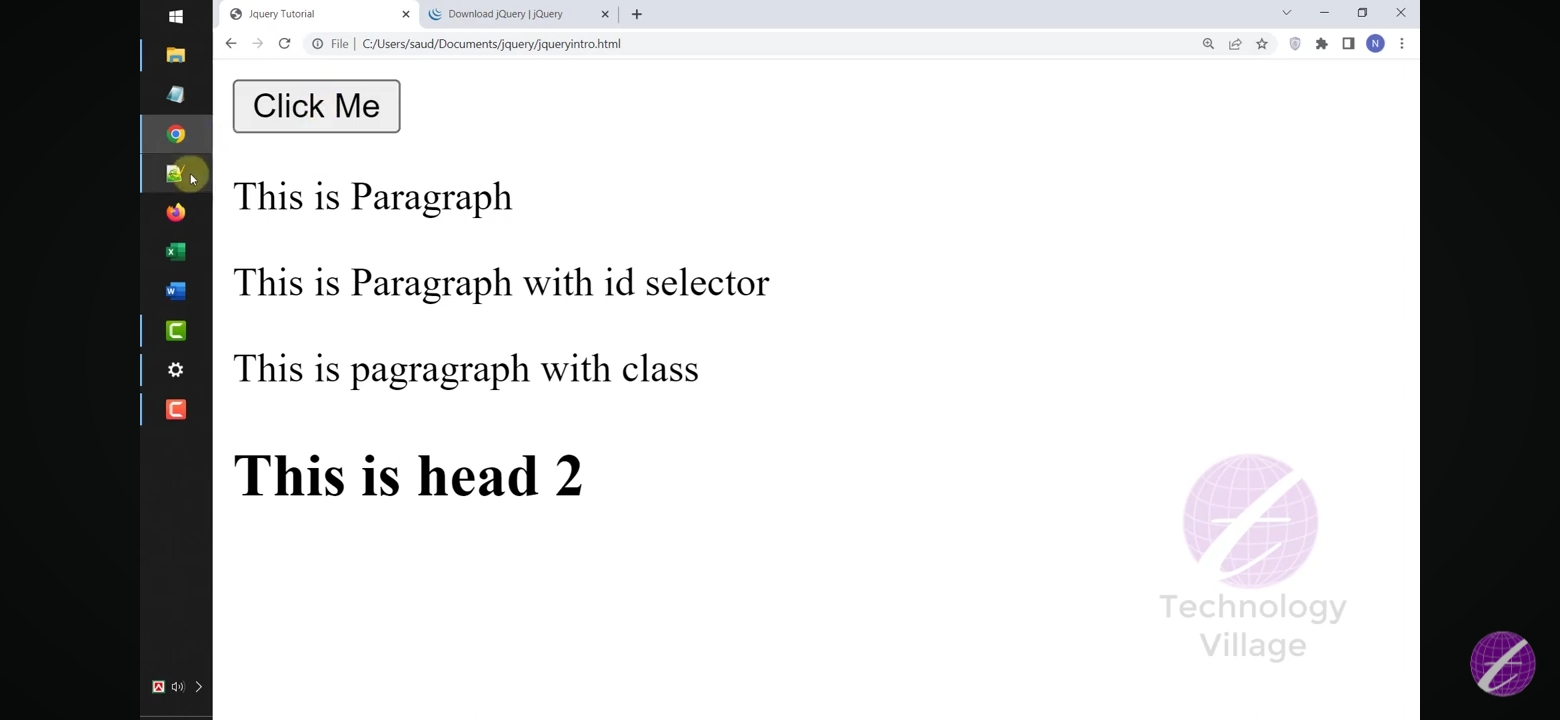 Jquery Tutorial
Download jQuery | jQuery
File
C:/Users/saud/Documents/jquery/jqueryintro.html
N
Click Me
This is Paragraph
This is Paragraph with id selector
This is pagragraph with class
This is head 2
Technology
Village